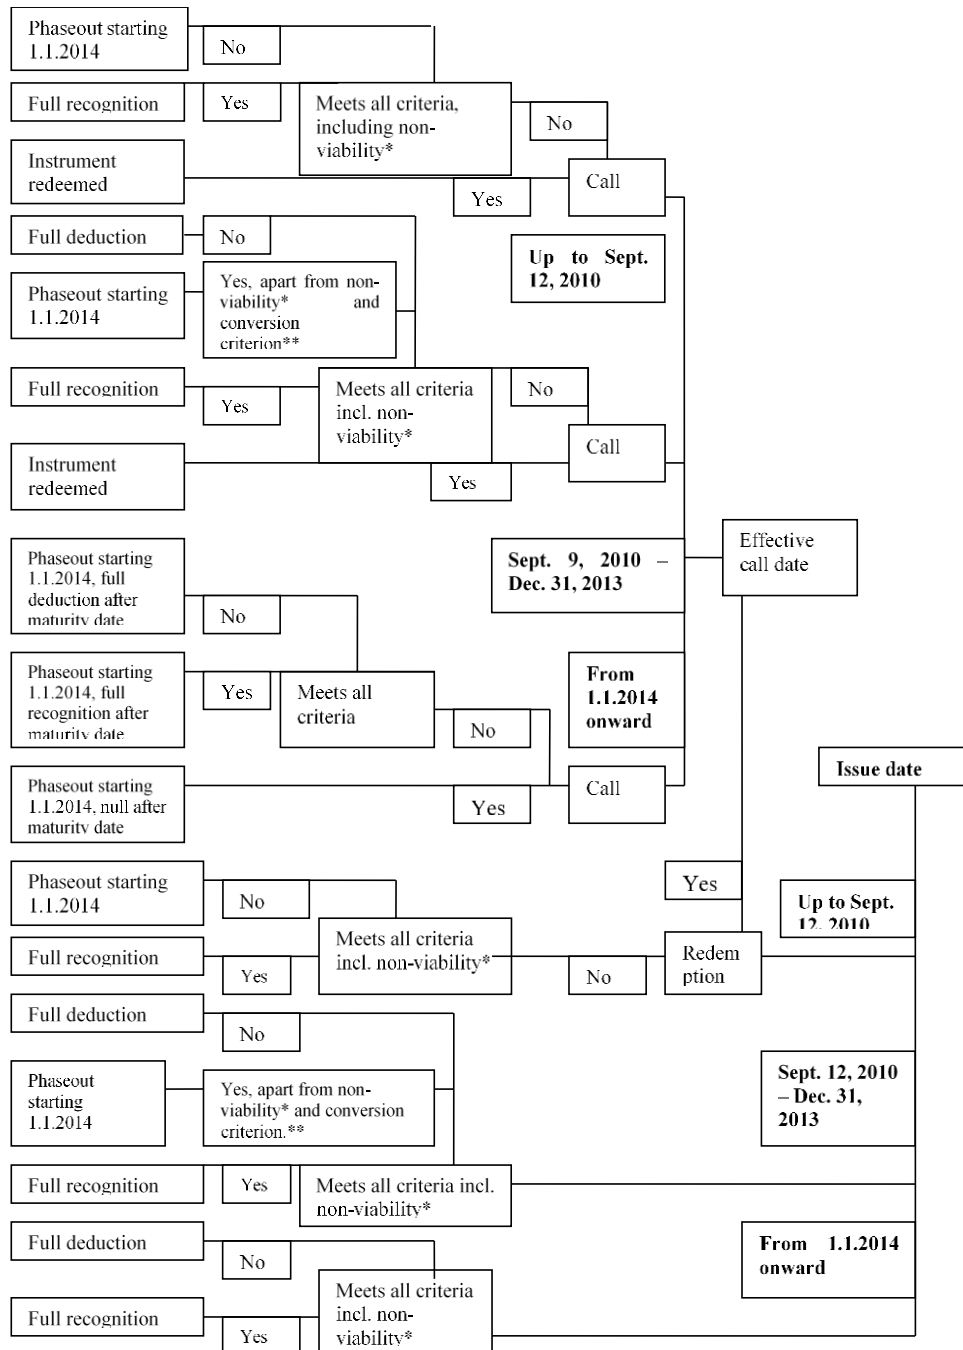 Phaseout starting
1.1.2014
No
Full recognition
Yes
Meets all criteria,
including non-
viability*
No
Instrument
redeemed
Yes
Call
Full deduction
No
Up to Sept.
12, 2010
Phaseout starting
1.1.2014
Yes, apart from non-
viability* and
conversion
criterion**
Full recognition
Yes
Meets all criteria
incl. non-
viability*
No
Call
Instrument
redeemed
Yes
Effective
call date
Sept. 9, 2010 –
Dec. 31, 2013
Phaseout starting
1.1.2014, full
deduction after
maturity date
No
Phaseout starting
1.1.2014, full
recognition after
maturity date
Yes
Meets all
criteria
No
From
1.1.2014
onward
Issue date
Phaseout starting
1.1.2014, null after
maturity date
Yes
Call
Phaseout starting
1.1.2014
No
Yes
Up to Sept.
12, 2010
Full recognition
Yes
Meets all criteria
incl. non-viability*
No
Redem
ption
Full deduction
No
Phaseout
starting
1.1.2014
Yes, apart from non-
viability* and conversion
criterion.**
Sept. 12, 2010
– Dec. 31,
2013
Full recognition
Yes
Meets all criteria incl.
non-viability*
Full deduction
No
From 1.1.2014
onward
Full recognition
Yes
Meets all criteria
incl. non-
viability*